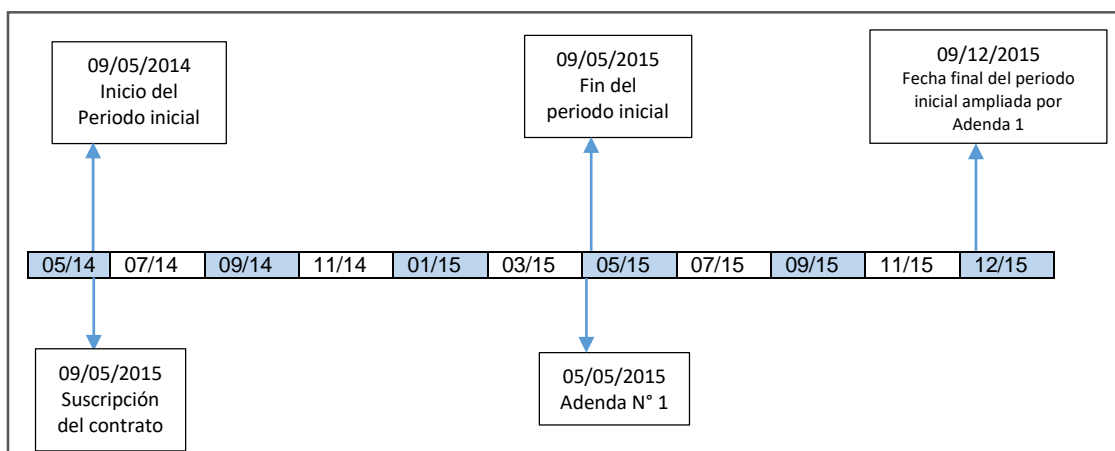 09/05/2014
Inicio del
Periodo inicial
09/05/2015
Fin del
periodo inicial
09/12/2015
Fecha final del periodo
inicial ampliada por
Adenda 1
05/14 07/14 09/14 11/14 01/15 03/15 05/15 07/15 09/15 11/15 12/15
09/05/2015
Suscripción
del contrato
05/05/2015
Adenda N° 1